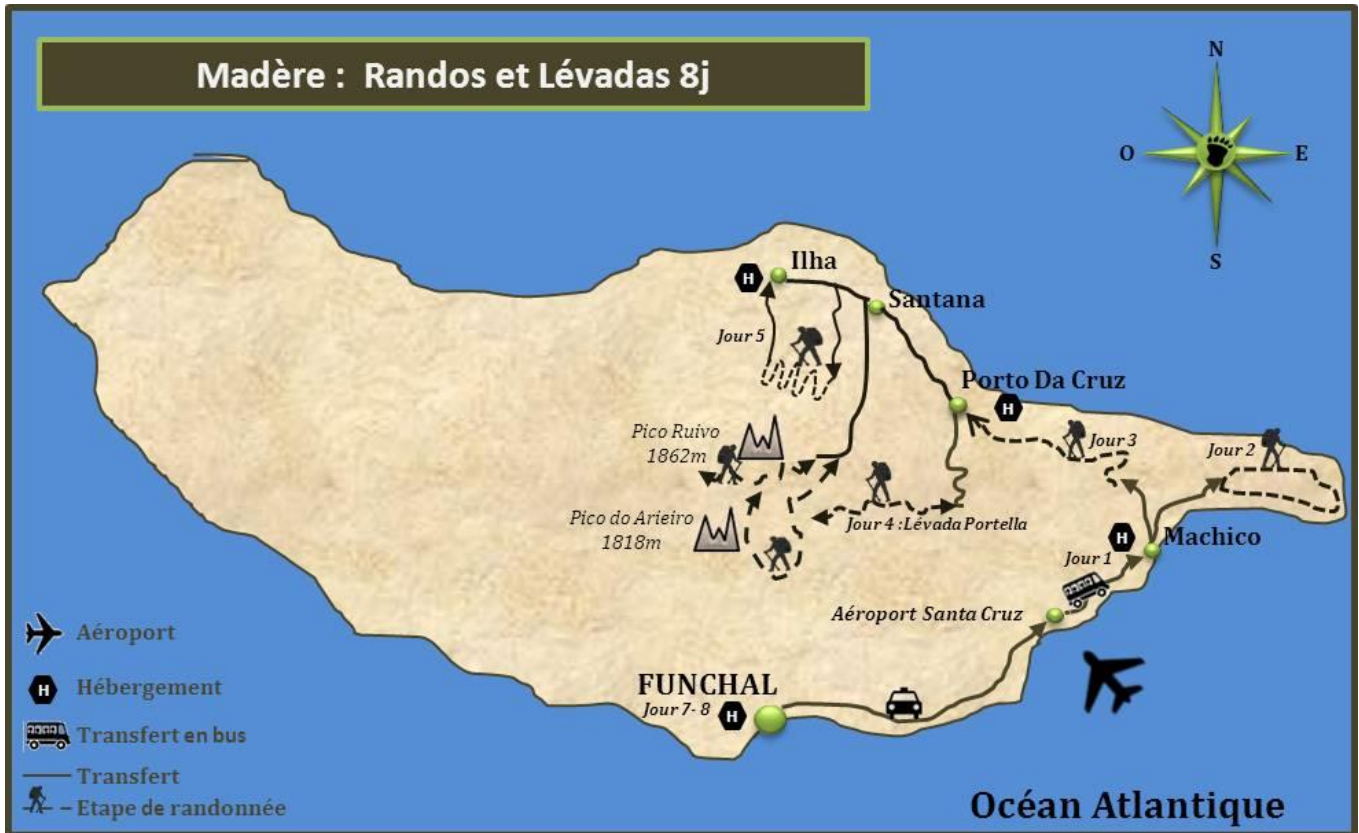 Madère : Randos et Lévadas 8j
N
O
E
S
Ilha
H
Santana
Jour 5
Porto Da Cruz
H
Pico Ruivo
1862m
Jour 3
Jour 2
Pico do Arieiro
1818m
Jour 4 :Lévada Portella
H
Machico
Jour 1
Aéroport Santa Cruz
FUNCHAL
Jour 7- 8
H
Aéroport
H
Hébergement
Transfert en bus
Transfert
Etape de randonnée
Océan Atlantique